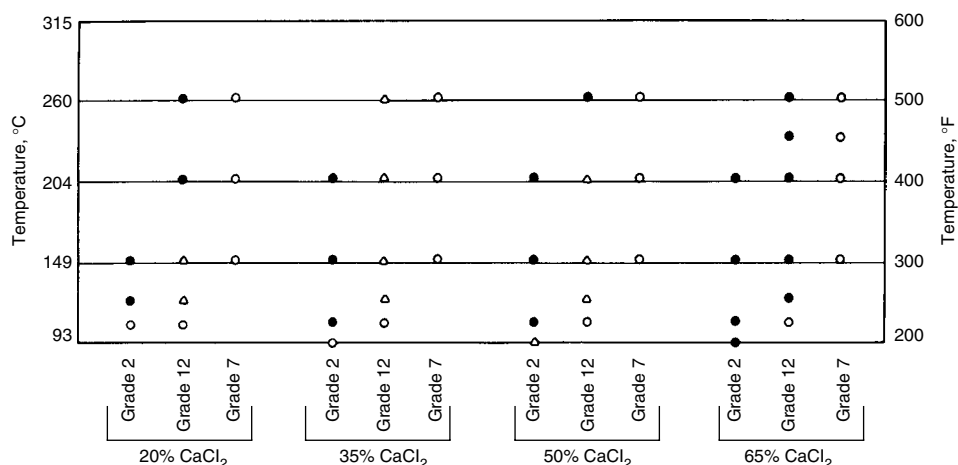 Temperature, °C
315
260
204
149
93
600
500
400
300
200
Temperature, °F
Grade 2
Grade 12
Grade 7
Grade 2
Grade 12
Grade 7
Grade 2
Grade 12
Grade 7
Grade 2
Grade 12
Grade 7
20% CaCl₂
35% CaCl₂
50% CaCl₂
65% CaCl₂